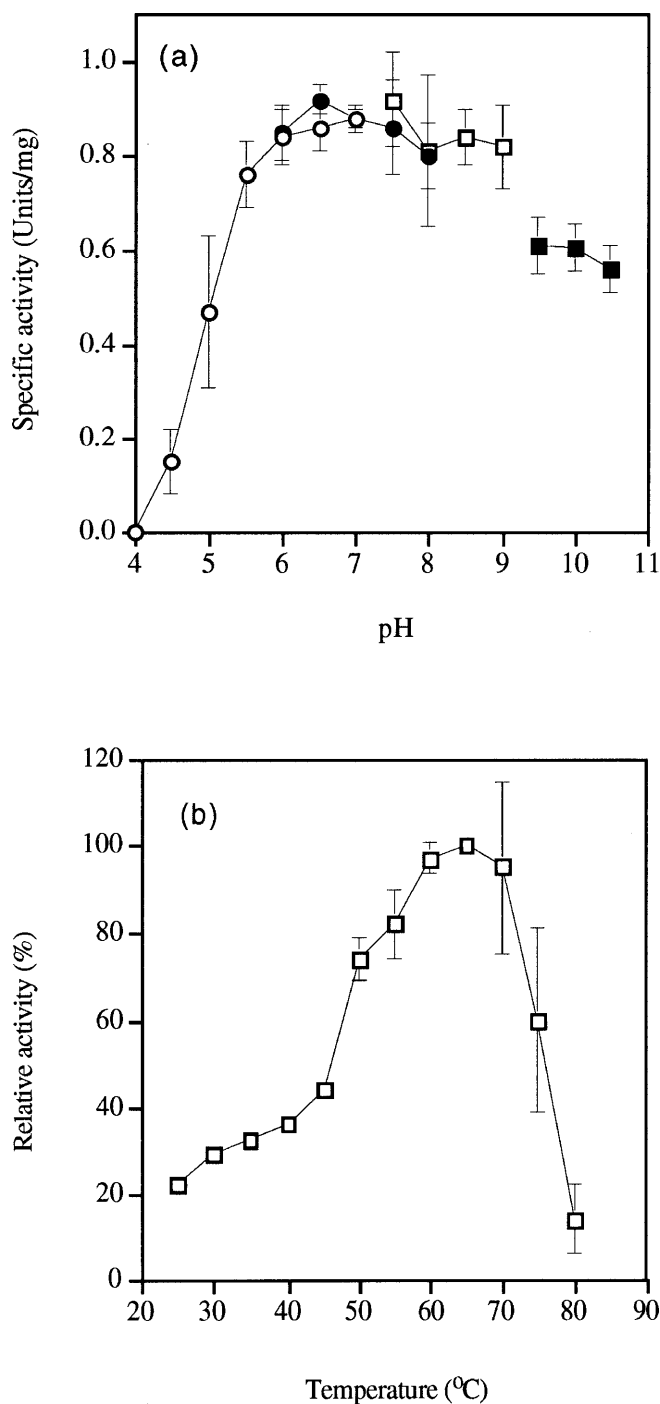 (a)
Specific activity (Units/mg)
1.0
0.8
0.6
0.4
0.2
0.0
4 5 6 7 8 9 10 11
pH
(b)
Relative activity (%)
120
100
80
60
40
20
0
20 30 40 50 60 70 80 90
Temperature (⁰C)